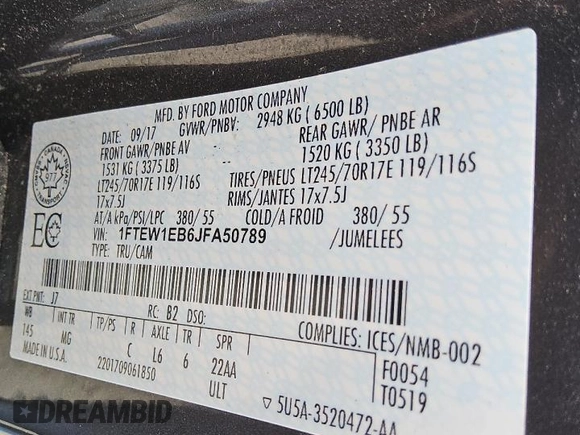 MFD. BY FORD MOTOR COMPANY
DATE: 09/17 GVWR/PNBV: 2948 KG ( 6500 LB)
FRONT GAWR/ PNBE AV REAR GAWR/ PNBE AR
1531 KG ( 3375 LB) 1520 KG ( 3350 LB)
LT245/70R17E 119/116S TIRES/PNEUS LT245/70R17E 119/116S
17x7.5J RIMS/JANTES 17x7.5J
AT/A kPa/PSI/LPC 380/ 55 COLD/A FROID 380/ 55
VIN: 1FTEW1EB6JFA50789 /JUMELEES
TYPE: TRU/CAM
EC
CANADA
TRANSPORT
EXT PNT: J7 RC: B2 DSO:
WB INT TR TP/PS R AXLE TR SPR COMPLIES: ICES/NMB-002
145 MG C L6 6 22AA F0054
MADE IN U.S.A. 2201709061850 ULT T0519
5U5A-3520472-AA
DREAMBID